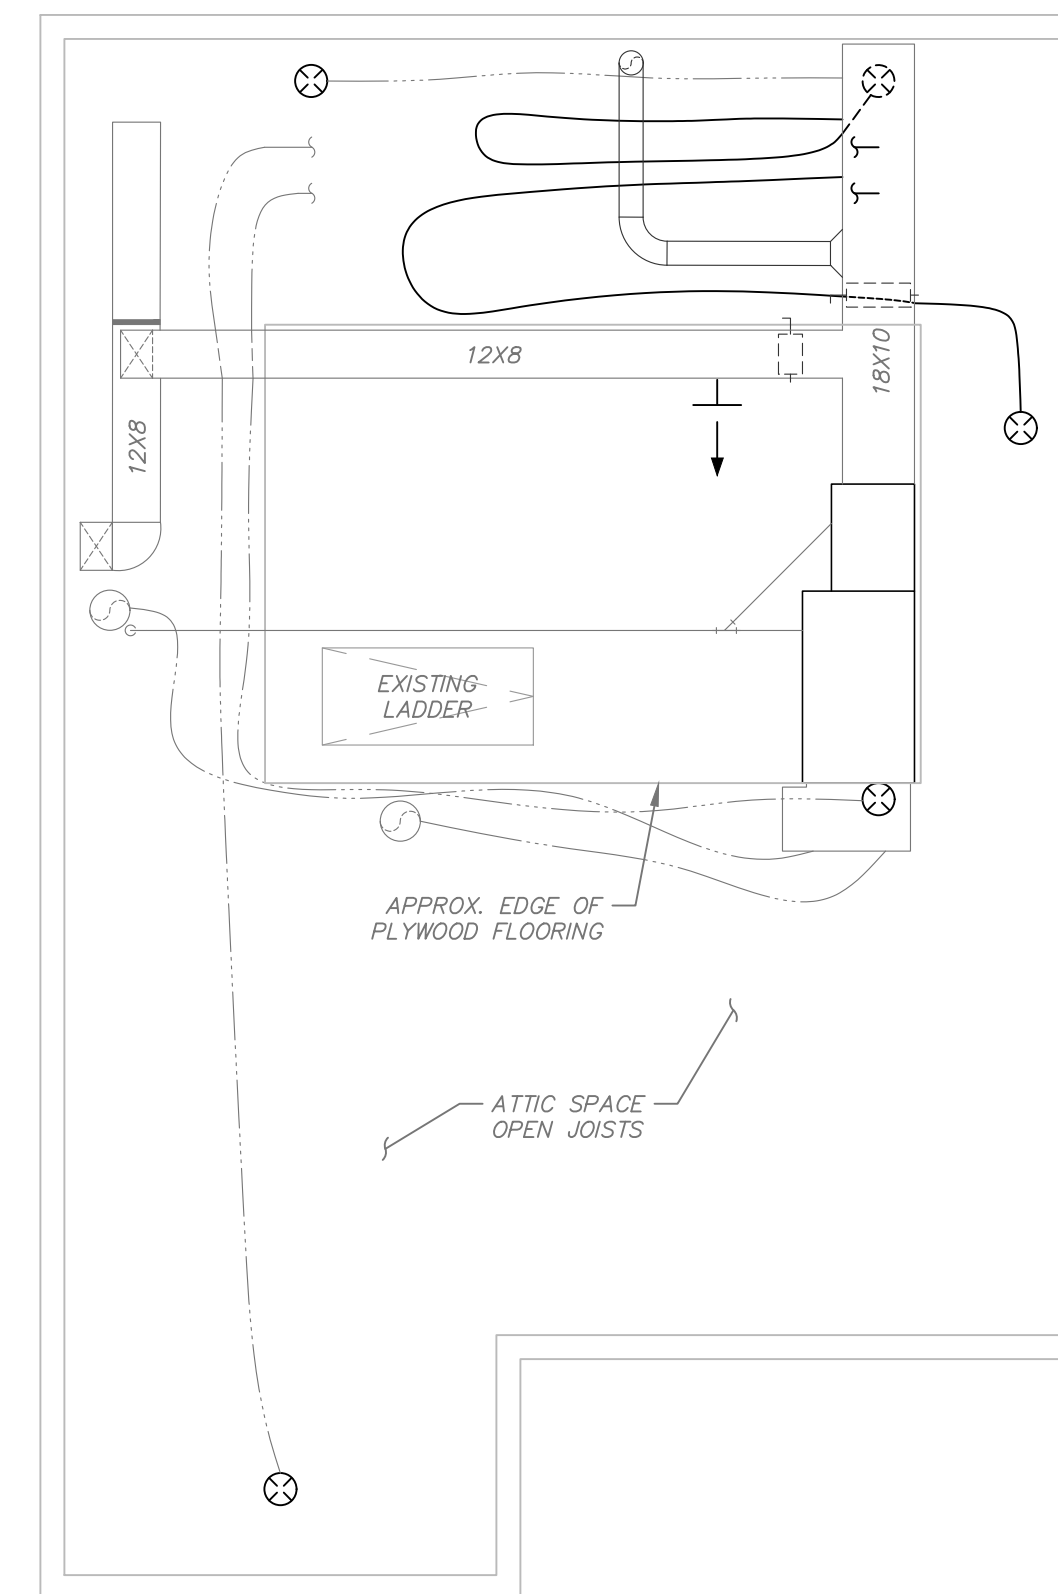 12X8
18X10
12X8
EXISTING
LADDER
APPROX. EDGE OF
PLYWOOD FLOORING
ATTIC SPACE
OPEN JOISTS